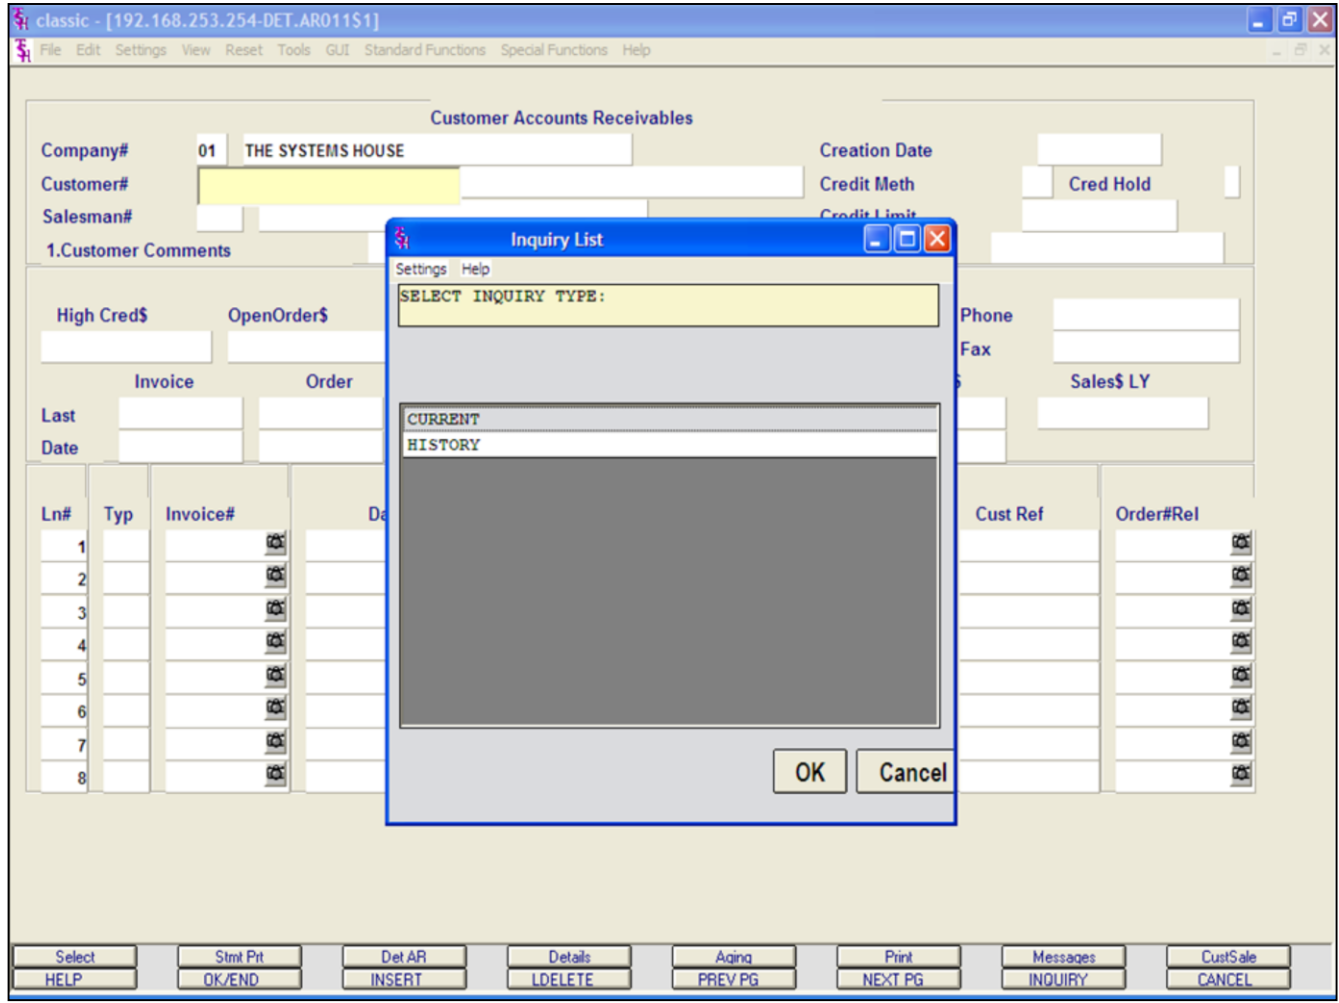 classic - [192.168.253.254-DET.AR011$1]
File Edit Settings View Reset Tools GUI Standard Functions Special Functions Help
Customer Accounts Receivables
Company# 01 THE SYSTEMS HOUSE Creation Date
Customer# Credit Meth Cred Hold
Salesman# Credit Limit
1.Customer Comments
Inquiry List
Settings Help
SELECT INQUIRY TYPE:
High Cred$ OpenOrder$ Phone
Fax
Invoice Order Sales$ LY
Last
Date
CURRENT
HISTORY
Ln# Typ Invoice# Cust Ref Order#Rel
1
2
3
4
5
6
7
8
OK Cancel
Select Stmt Prt Det AR Details Aging Print Messages CustSale
HELP OK/END INSERT LDELETE PREV PG NEXT PG INQUIRY CANCEL